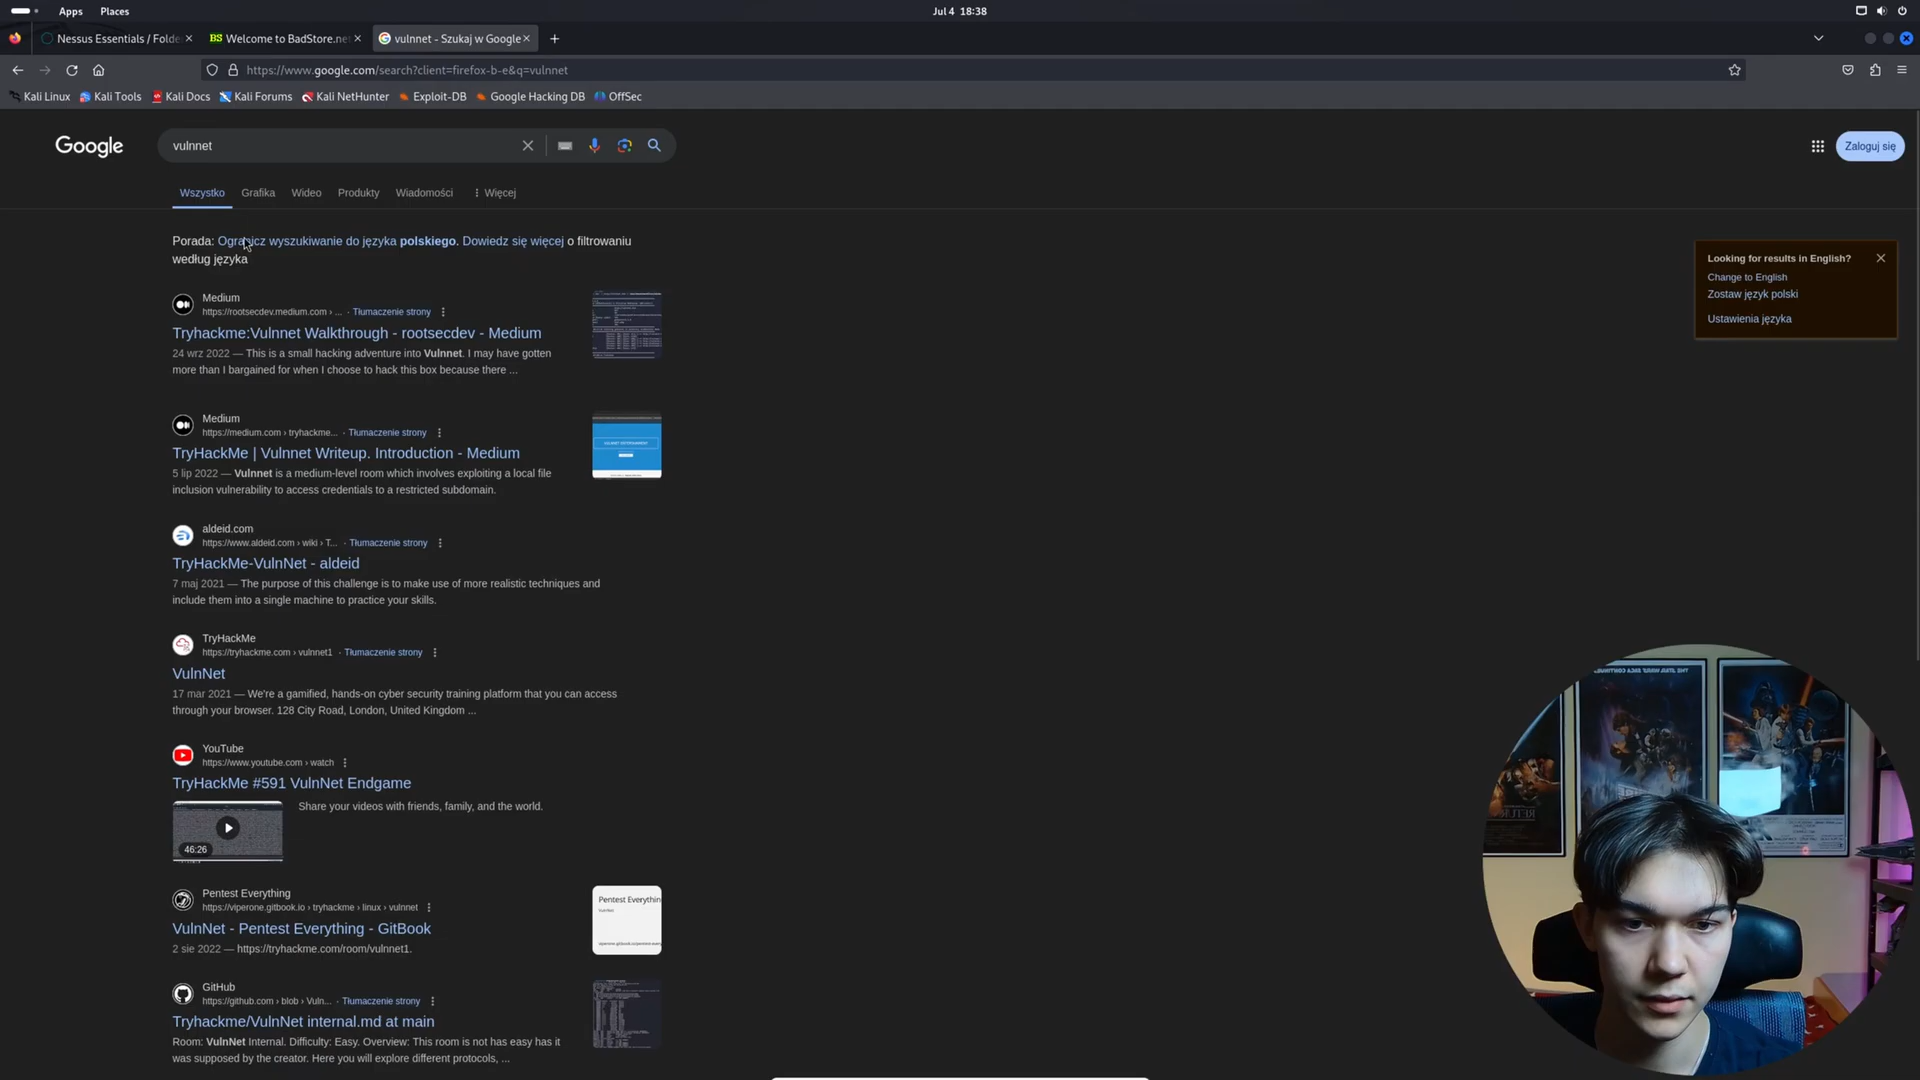 Apps Places Jul 4 18:38
Nessus Essentials / Folde BS Welcome to BadStore.net vulnnet - Szukaj w Google
https://www.google.com/search?client=firefox-b-e&q=vulnnet
Kali Linux Kali Tools Kali Docs Kali Forums Kali NetHunter Exploit-DB Google Hacking DB OffSec
Google vulnnet Zaloguj się
Wszystko Grafika Wideo Produkty Wiadomości Więcej
Porada: Ogranicz wyszukiwanie do języka polskiego. Dowiedz się więcej o filtrowaniu
według języka
Looking for results in English?
Change to English
Zostaw język polski
Ustawienia języka
Medium
https://rootsecdev.medium.com › ... · Tłumaczenie strony
Tryhackme:Vulnnet Walkthrough - rootsecdev - Medium
24 wrz 2022 — This is a small hacking adventure into Vulnnet. I may have gotten
more than I bargained for when I choose to hack this box because there ...
Medium
https://medium.com › tryhackme... · Tłumaczenie strony
TryHackMe | Vulnnet Writeup. Introduction - Medium
5 lip 2022 — Vulnnet is a medium-level room which involves exploiting a local file
inclusion vulnerability to access credentials to a restricted subdomain.
aldeid.com
https://www.aldeid.com › wiki › T... · Tłumaczenie strony
TryHackMe-VulnNet - aldeid
7 maj 2021 — The purpose of this challenge is to make use of more realistic techniques and
include them into a single machine to practice your skills.
TryHackMe
https://tryhackme.com › vulnnet1 · Tłumaczenie strony
VulnNet
17 mar 2021 — We're a gamified, hands-on cyber security training platform that you can access
through your browser. 128 City Road, London, United Kingdom ...
YouTube
https://www.youtube.com › watch
TryHackMe #591 VulnNet Endgame
Share your videos with friends, family, and the world.
46:26
Pentest Everything
https://viperone.gitbook.io › tryhackme › linux › vulnnet
VulnNet - Pentest Everything - GitBook
2 sie 2022 — https://tryhackme.com/room/vulnnet1.
Pentest Everythin
GitHub
https://github.com › blob › Vuln... · Tłumaczenie strony
Tryhackme/VulnNet internal.md at main
Room: VulnNet Internal. Difficulty: Easy. Overview: This room is not has easy has it
was supposed by the creator. Here you will explore different protocols, ...